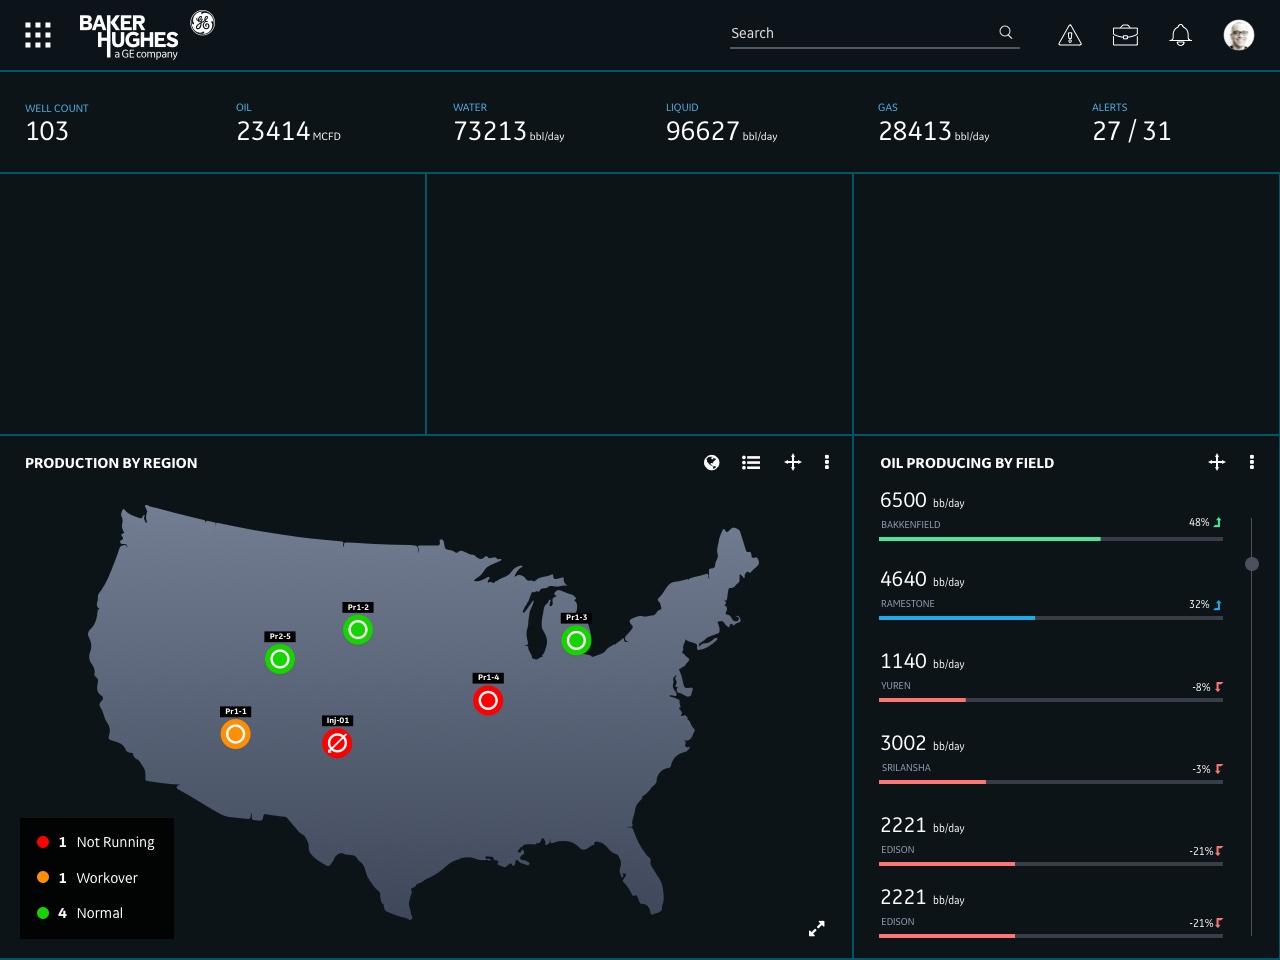 BAKER
HUGHES
a GE company
Search
WELL COUNT
103
OIL
23414 MCFD
WATER
73213 bbl/day
LIQUID
96627 bbl/day
GAS
28413 bbl/day
ALERTS
27 / 31
PRODUCTION BY REGION
Pr1-2
Pr1-3
Pr2-5
Pr1-4
Pr1-1
Inj-01
1 Not Running
1 Workover
4 Normal
OIL PRODUCING BY FIELD
6500 bb/day
BAKKENFIELD 48%
4640 bb/day
RAMESTONE 32%
1140 bb/day
YUREN -8%
3002 bb/day
SRILANSHA -3%
2221 bb/day
EDISON -21%
2221 bb/day
EDISON -21%